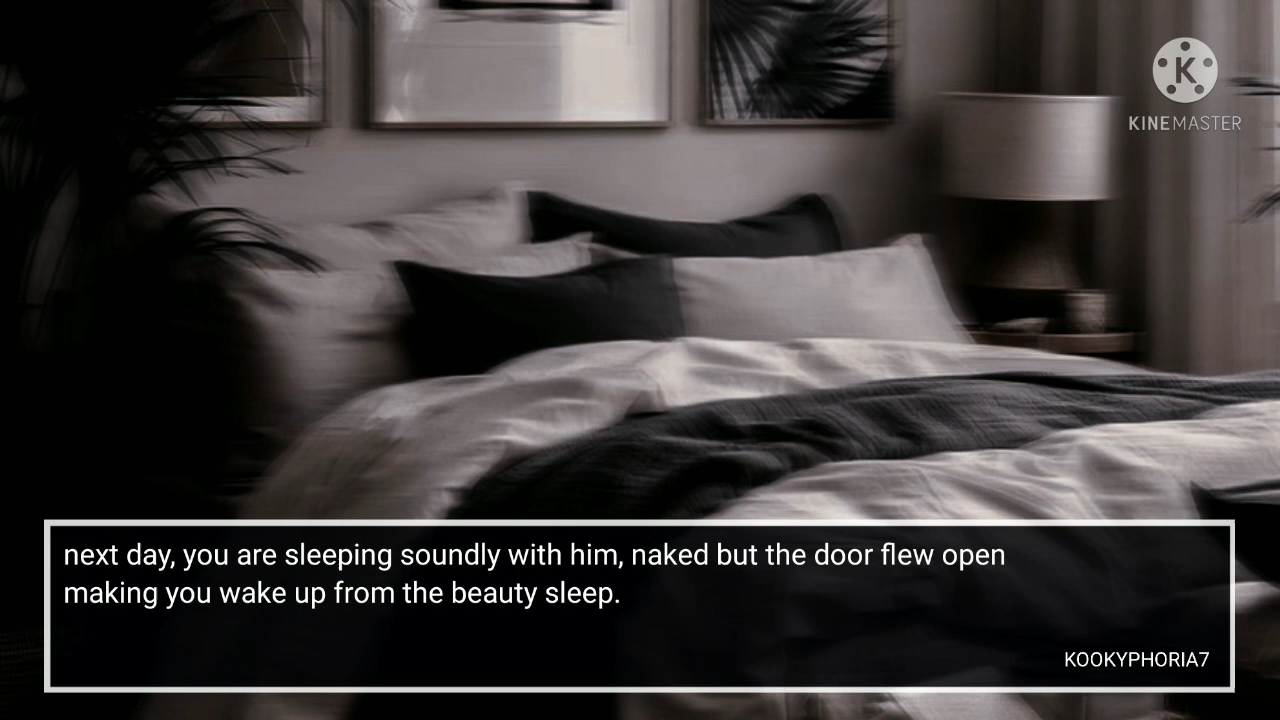 KINEMASTER
next day, you are sleeping soundly with him, naked but the door flew open
making you wake up from the beauty sleep.
KOOKYPHORIA7